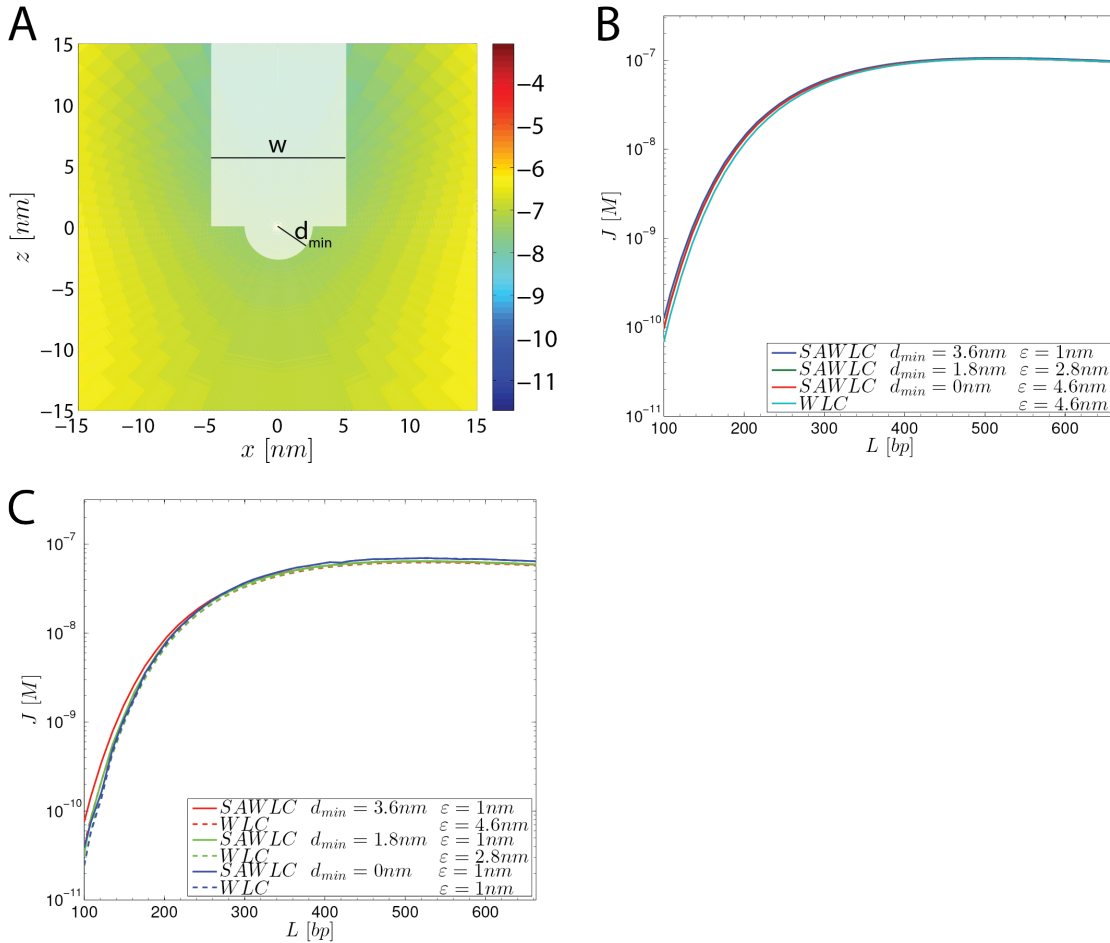 A
15
10
5
0
−5
−10
−15
z [nm]
−15 −10 −5 0 5 10 15
x [nm]
w
d_min
−4
−5
−6
−7
−8
−9
−10
−11
B
10^−7
10^−8
10^−9
10^−10
10^−11
J [M]
100 200 300 400 500 600
L [bp]
SAWLC d_min = 3.6nm ε = 1nm
SAWLC d_min = 1.8nm ε = 2.8nm
SAWLC d_min = 0nm ε = 4.6nm
WLC ε = 4.6nm
C
10^−7
10^−8
10^−9
10^−10
10^−11
J [M]
100 200 300 400 500 600
L [bp]
SAWLC d_min = 3.6nm ε = 1nm
WLC ε = 4.6nm
SAWLC d_min = 1.8nm ε = 1nm
WLC ε = 2.8nm
SAWLC d_min = 0nm ε = 1nm
WLC ε = 1nm